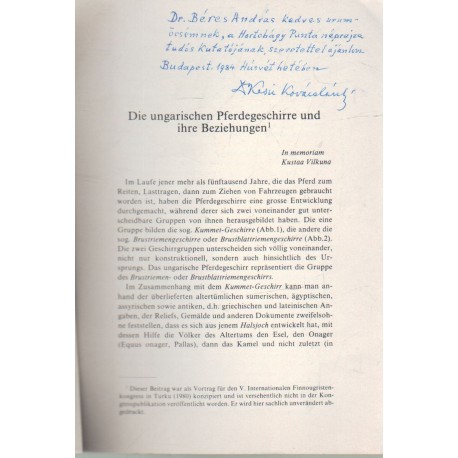 Dr. Béres András kedves uram-
öcsémnek, a Hortobágy Puszta néprajza
tudós kutatójának, szeretettel ajánlom
Budapest. 1984 Húsvét hetében
Die ungarischen Pferdegeschirre und
ihre Beziehungen¹
In memoriam
Kustaa Vilkuna
Im Laufe jener mehr als fünftausend Jahre, die das Pferd zum
Reiten, Lasttragen, dann zum Ziehen von Fahrzeugen gebraucht
worden ist, haben die Pferdegeschirre eine grosse Entwicklung
durchgemacht, während derer sich zwei voneinander gut unter-
scheidbare Gruppen von ihnen herausgebildet haben. Die eine
Gruppe bilden die sog. Kummet-Geschirre (Abb.1), die andere die
sog. Brustriemengeschirre oder Brustblattriemengeschirre (Abb.2).
Die zwei Geschirrgruppen unterscheiden sich völlig voneinander,
nicht nur konstruktionell, sondern auch hinsichtlich des Ur-
sprungs. Das ungarische Pferdegeschirr repräsentiert die Gruppe
des Brustriemen- oder Brustblattriemengeschirrs.
Im Zusammenhang mit dem Kummet-Geschirr kann man an-
hand der überlieferten altertümlichen sumerischen, ägyptischen,
assyrischen sowie antiken, d.h. griechischen und lateinischen An-
gaben, der Reliefs, Gemälde und anderen Dokumente zweifelsoh-
ne feststellen, dass es sich aus jenem Halsjoch entwickelt hat, mit
dessen Hilfe die Völker des Altertums den Esel, den Onager
(Equus onager, Pallas), dann das Kamel und nicht zuletzt (in
¹ Dieser Beitrag war als Vortrag für den V. Internationalen Finnougristen-
kongress in Turku (1980) konzipiert und ist versehentlich nicht in der Kon-
gresspublikation veröffentlicht worden. Er wird hier sachlich unverändert ab-
gedruckt.